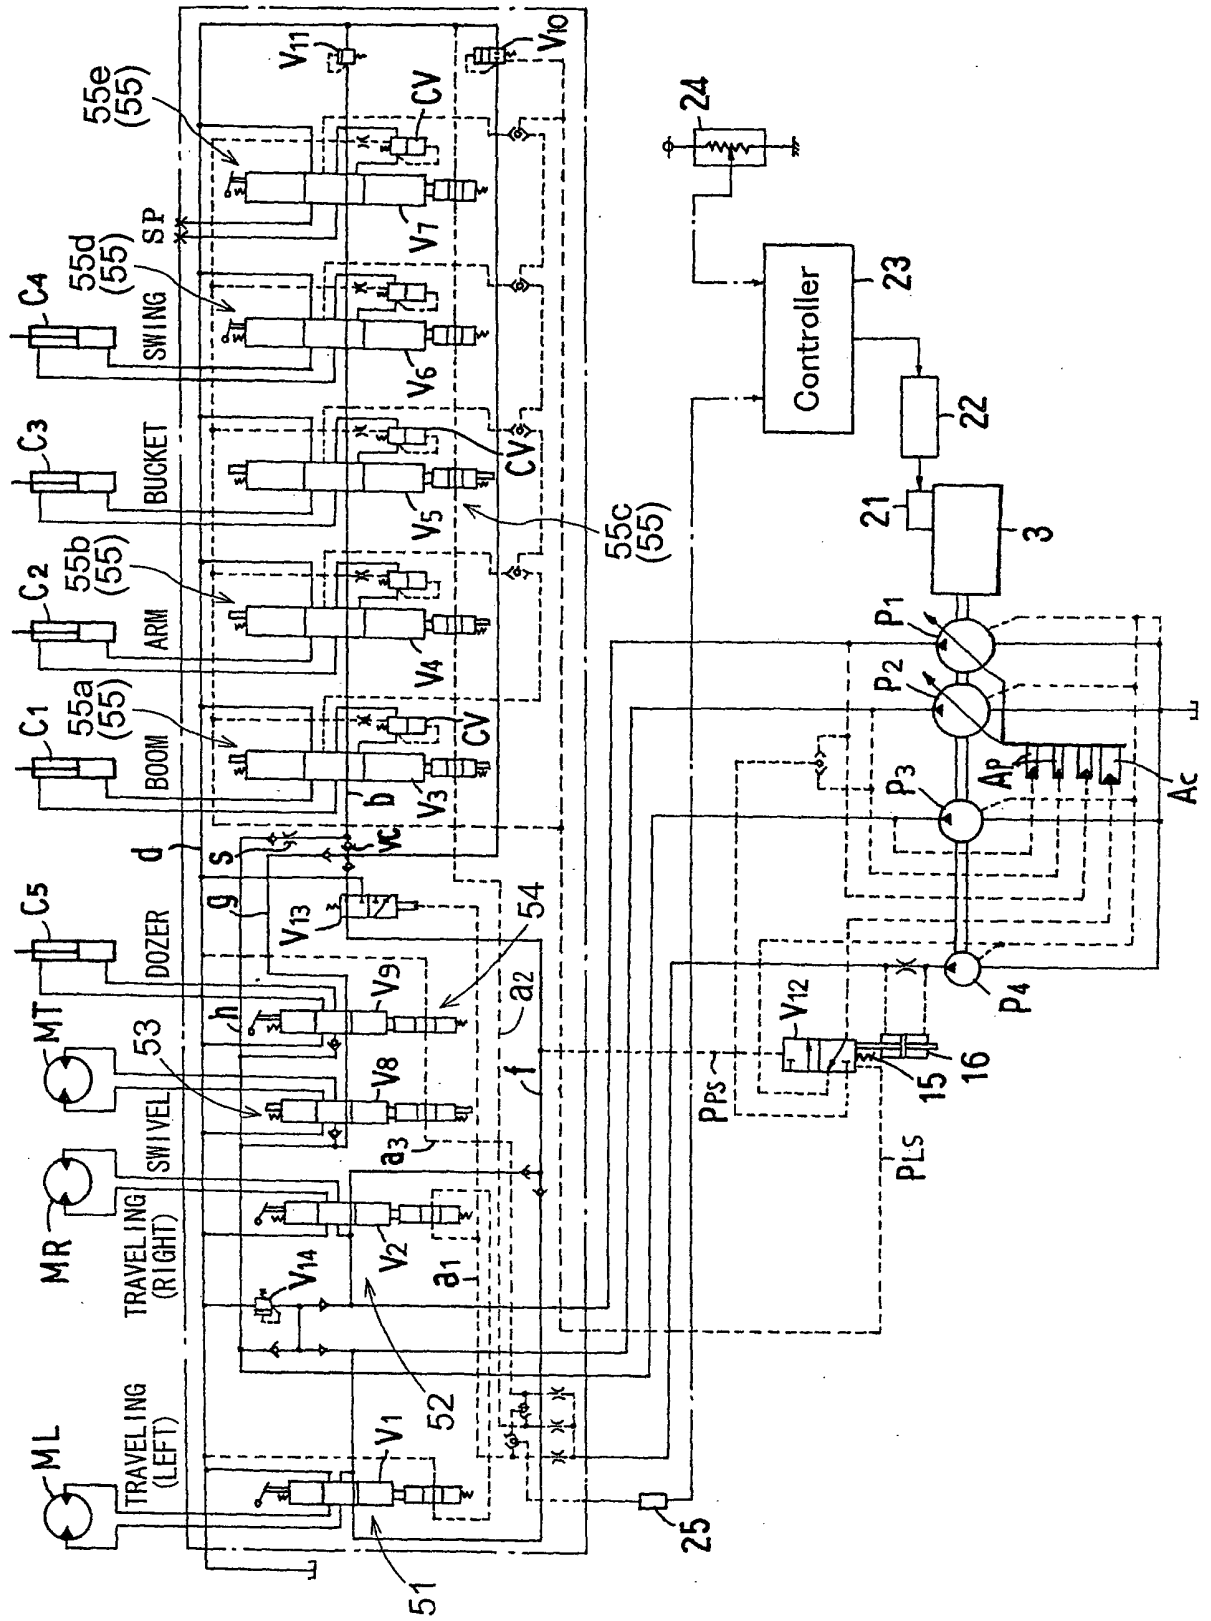 ML
TRAVELING
(LEFT)
V1
51
52
MR
TRAVELING
(RIGHT)
V14
V2
a1
a3
MT
SWIVEL
53
V8
h
V9
54
a2
f
C5
DOZER
g
d
V13
S
VC
b
C1
BOOM
55a
(55)
V3
CV
C2
ARM
55b
(55)
V4
C3
BUCKET
V5
CV
55c
(55)
C4
SWING
55d
(55)
V6
SP
55e
(55)
V7
CV
V11
V10
25
PLS
PPS
V12
15
16
P4
P3
P2
P1
Ap
Ac
3
21
22
Controller
23
24